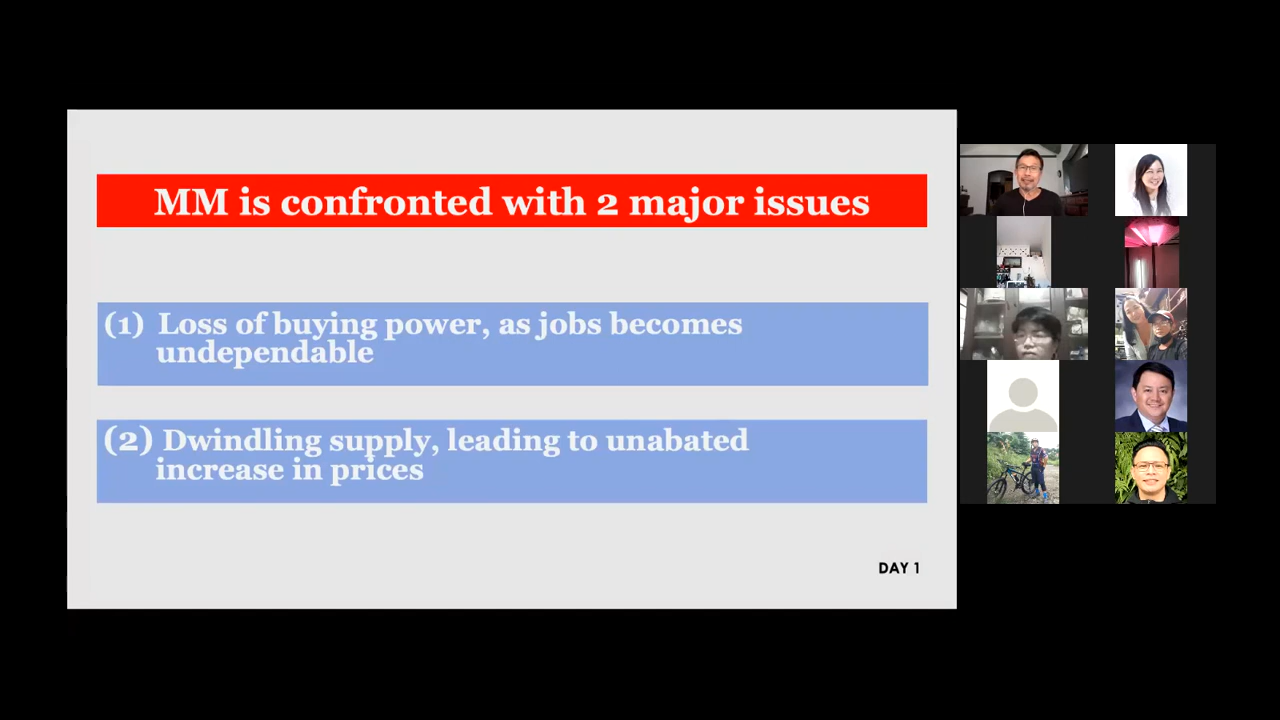 MM is confronted with 2 major issues
(1) Loss of buying power, as jobs becomes
undependable
(2) Dwindling supply, leading to unabated
increase in prices
DAY 1